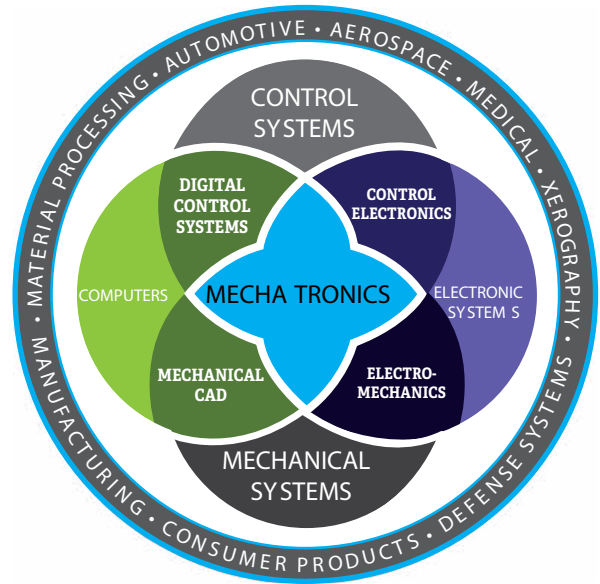 MATERIAL PROCESSING • AUTOMOTIVE • AEROSPACE • MEDICAL • XEROGRAPHY • DEFENSE SYSTEMS • CONSUMER PRODUCTS • MANUFACTURING •
CONTROL
SYSTEMS
DIGITAL
CONTROL
SYSTEMS
CONTROL
ELECTRONICS
COMPUTERS
MECHA TRONICS
ELECTRONIC
SYSTEM S
MECHANICAL
CAD
ELECTRO-
MECHANICS
MECHANICAL
SYSTEMS